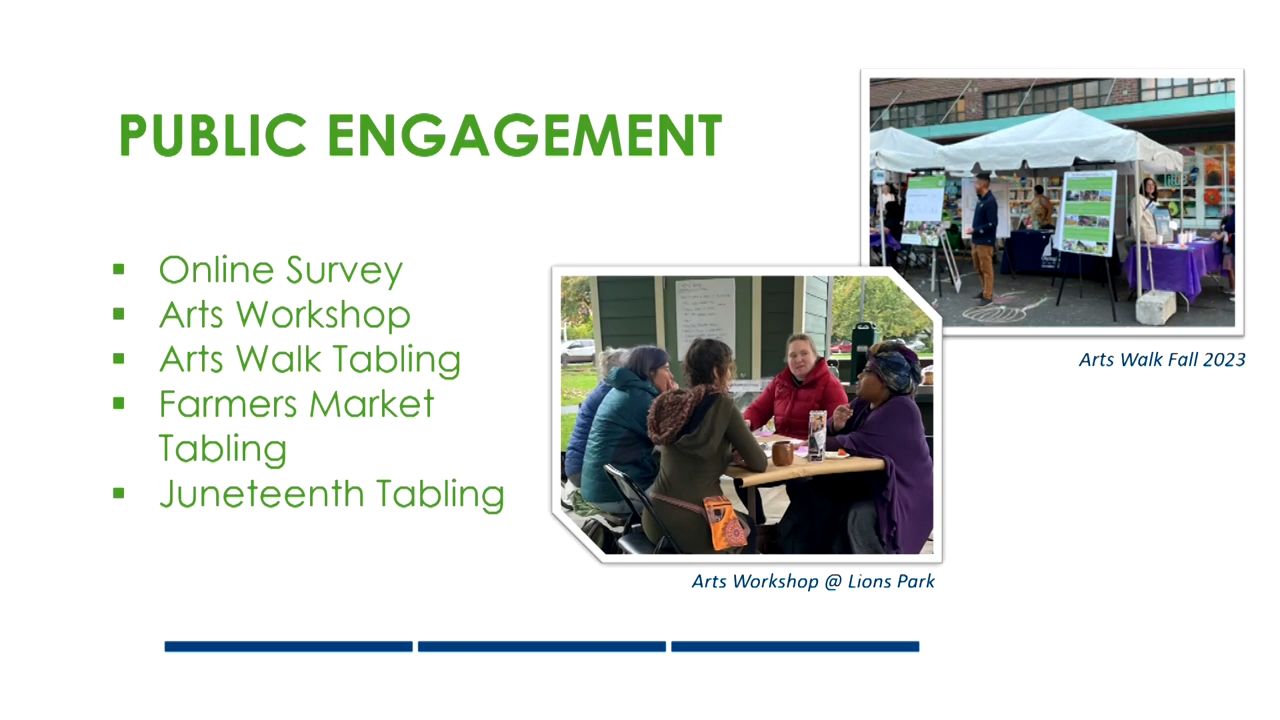 PUBLIC ENGAGEMENT
▪ Online Survey
▪ Arts Workshop
▪ Arts Walk Tabling
▪ Farmers Market
Tabling
▪ Juneteenth Tabling
Arts Walk Fall 2023
Arts Workshop @ Lions Park